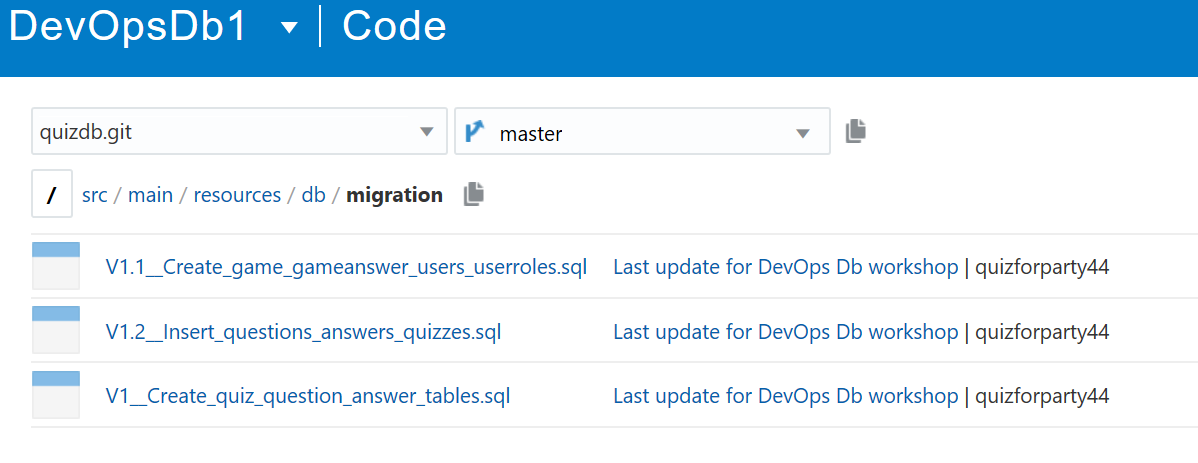 DevOpsDb1 | Code
quizdb.git master
/ src / main / resources / db / migration
V1.1__Create_game_gameanswer_users_userroles.sql Last update for DevOps Db workshop | quizforparty44
V1.2__Insert_questions_answers_quizzes.sql Last update for DevOps Db workshop | quizforparty44
V1__Create_quiz_question_answer_tables.sql Last update for DevOps Db workshop | quizforparty44